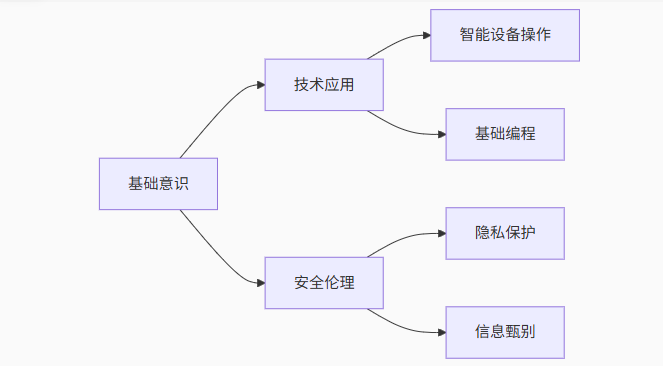 智能设备操作
技术应用
基础编程
基础意识
隐私保护
安全伦理
信息甄别